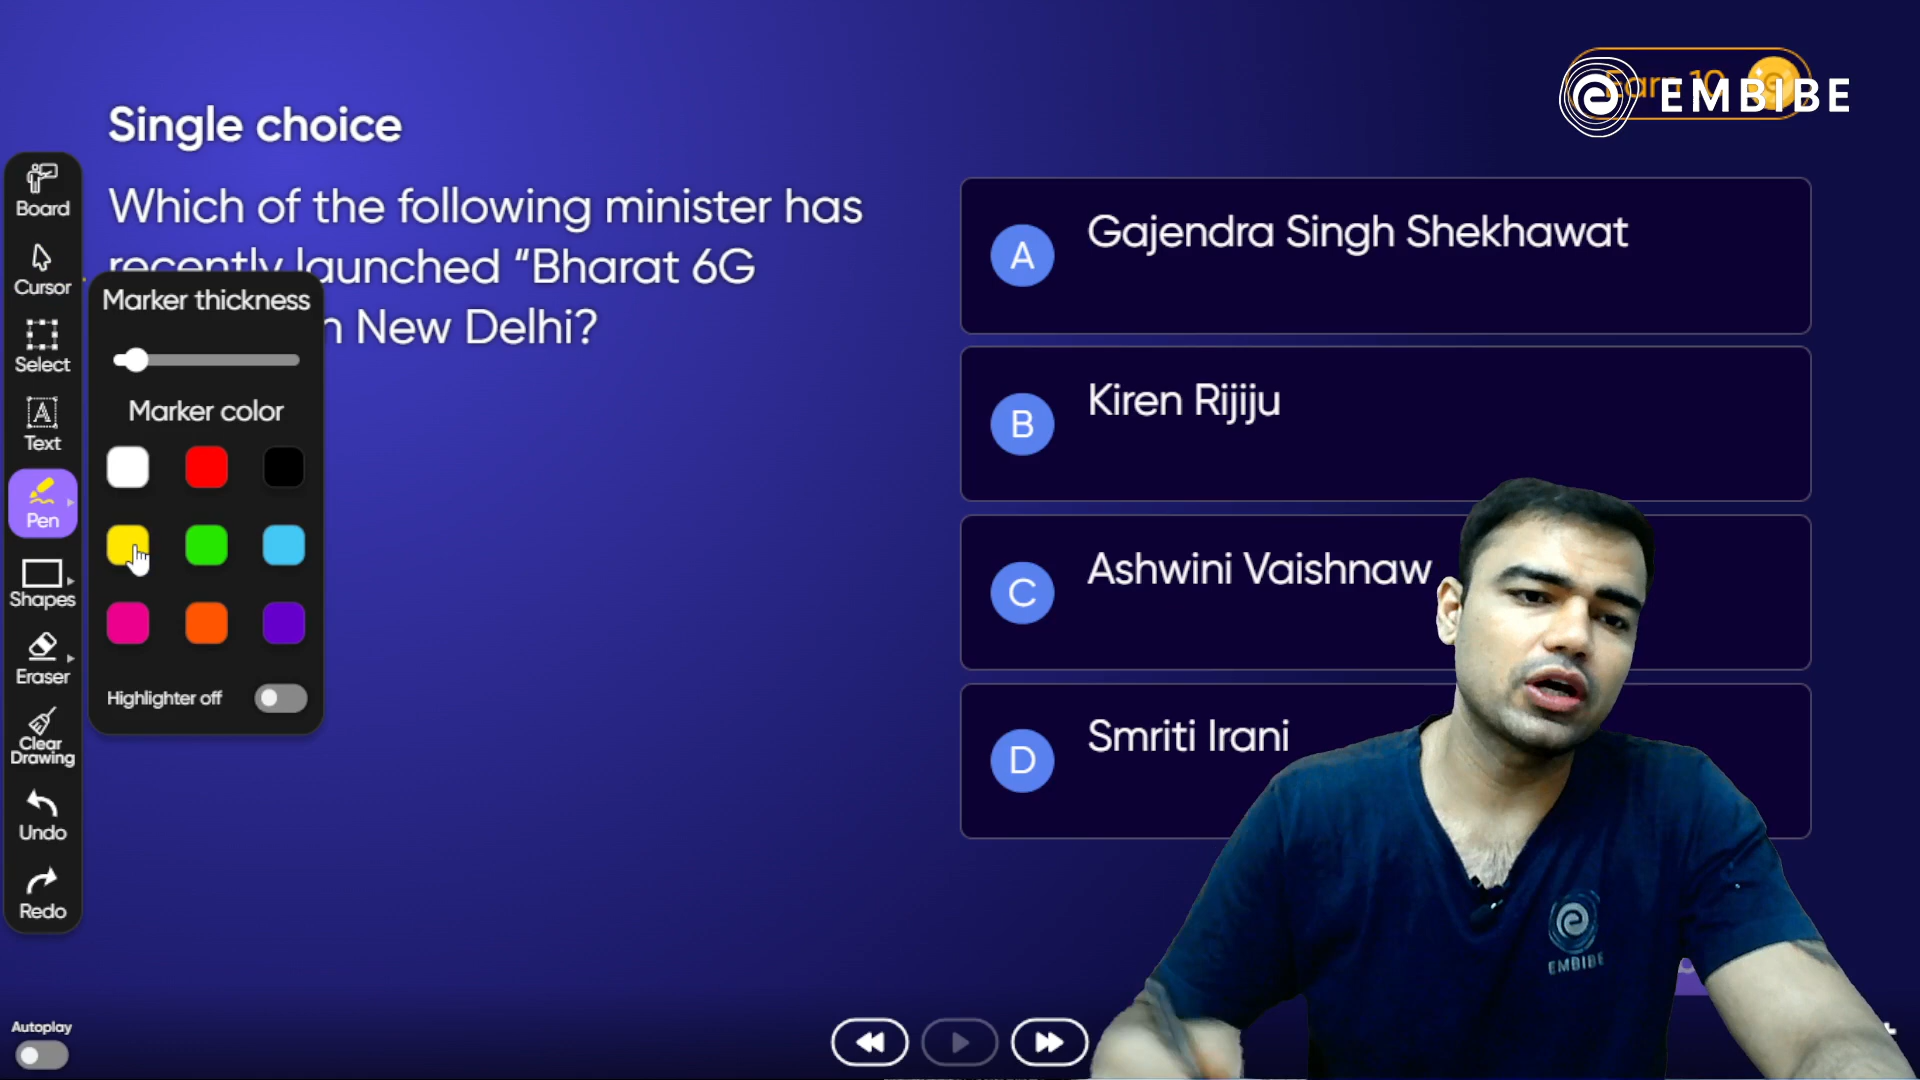 EMBIBE
Single choice
Which of the following minister has
launched “Bharat 6G
New Delhi?
A
Gajendra Singh Shekhawat
B
Kiren Rijiju
C
Ashwini Vaishnaw
D
Smriti Irani
Board
Cursor
Select
Text
Pen
Shapes
Eraser
Clear
Drawing
Undo
Redo
Marker thickness
Marker color
Highlighter off
Autoplay
EMBIBE